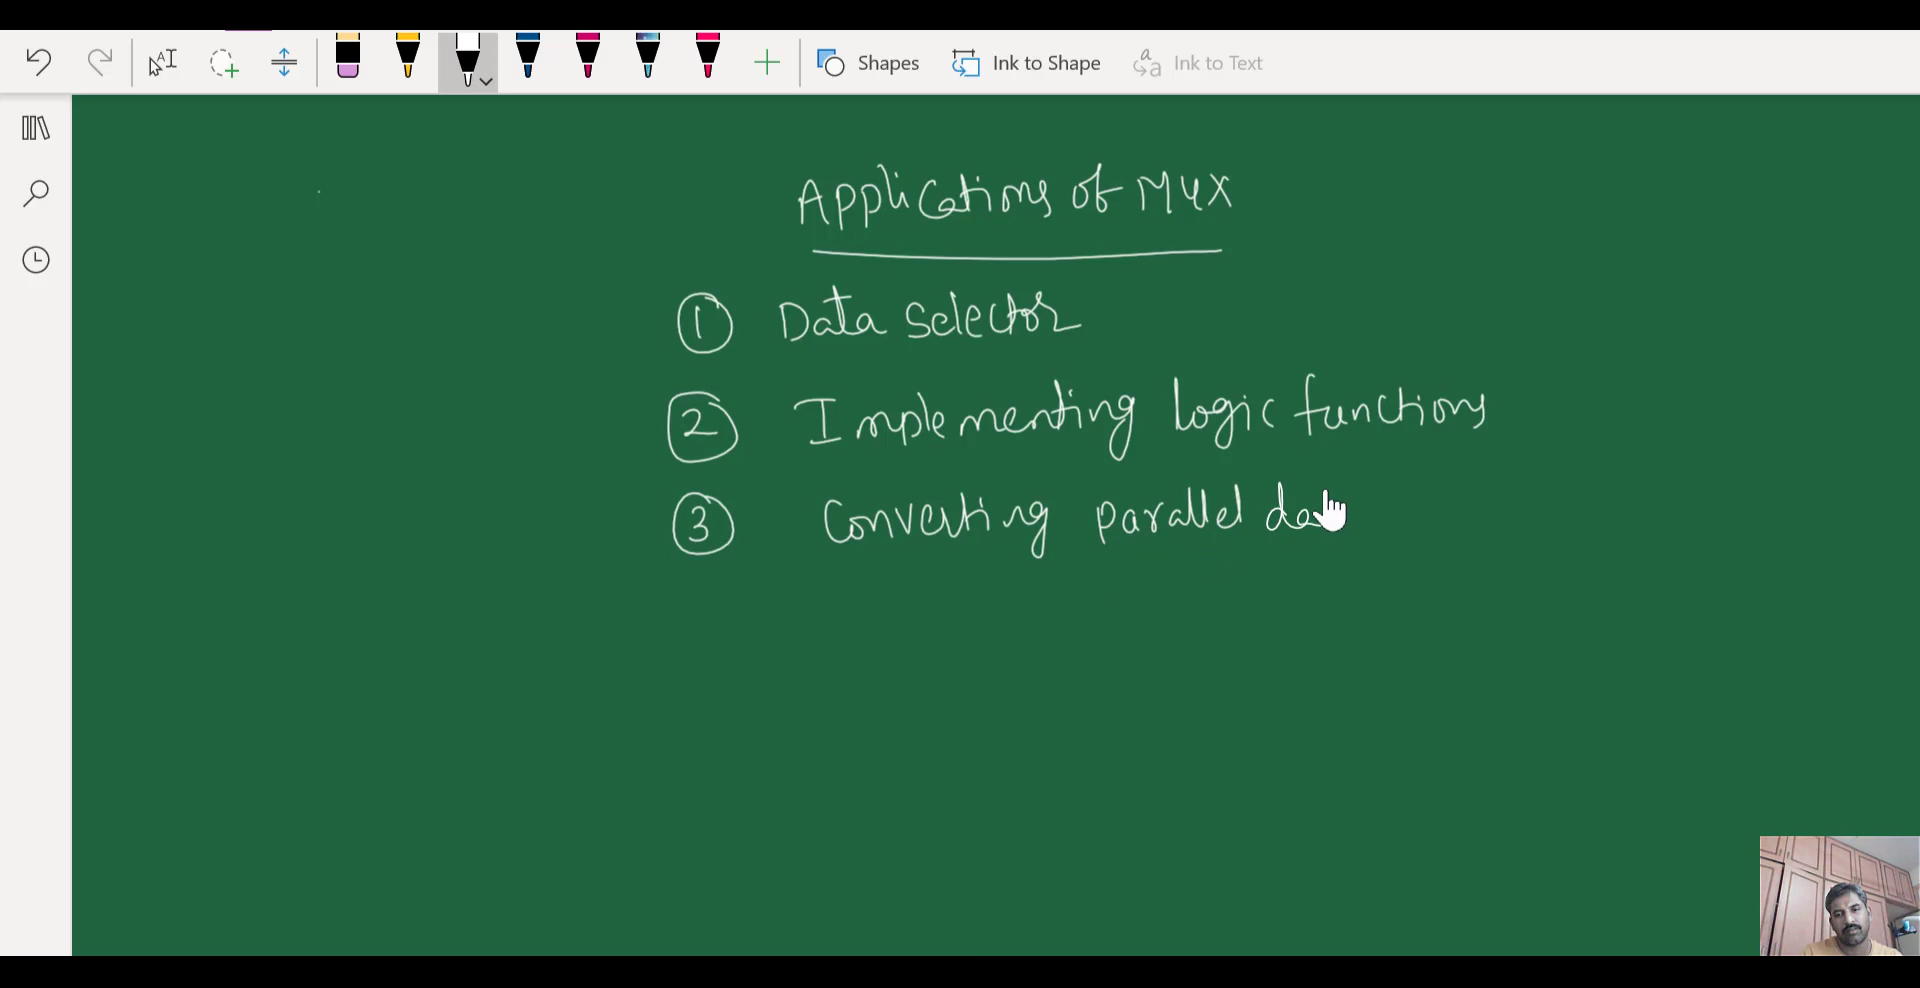 Shapes Ink to Shape Ink to Text
Applications of MUX
① Data Selector
② Implementing logic functions
③ Converting parallel da